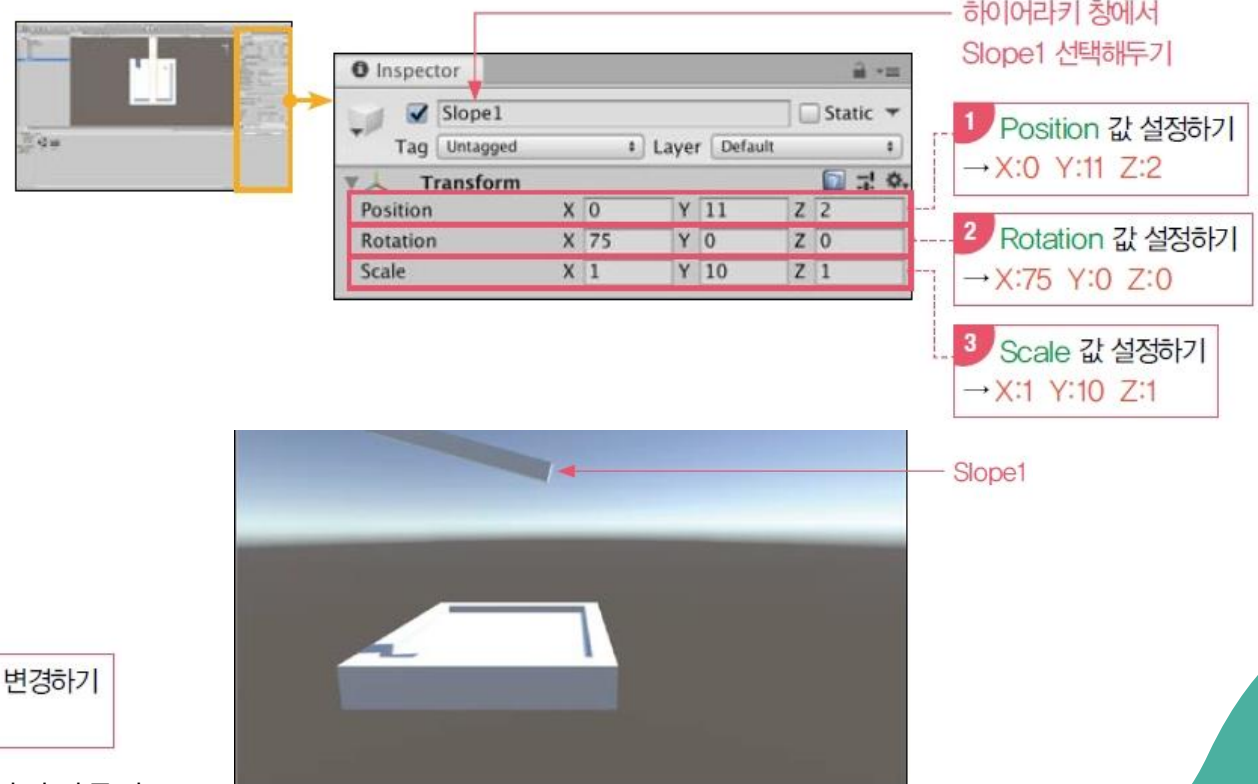 하이어라키 창에서
Slope1 선택해두기
Inspector
Slope1 Static
Tag Untagged Layer Default
Transform
Position X 0 Y 11 Z 2
Rotation X 75 Y 0 Z 0
Scale X 1 Y 10 Z 1
1 Position 값 설정하기
→ X:0 Y:11 Z:2
2 Rotation 값 설정하기
→ X:75 Y:0 Z:0
3 Scale 값 설정하기
→ X:1 Y:10 Z:1
Slope1
변경하기